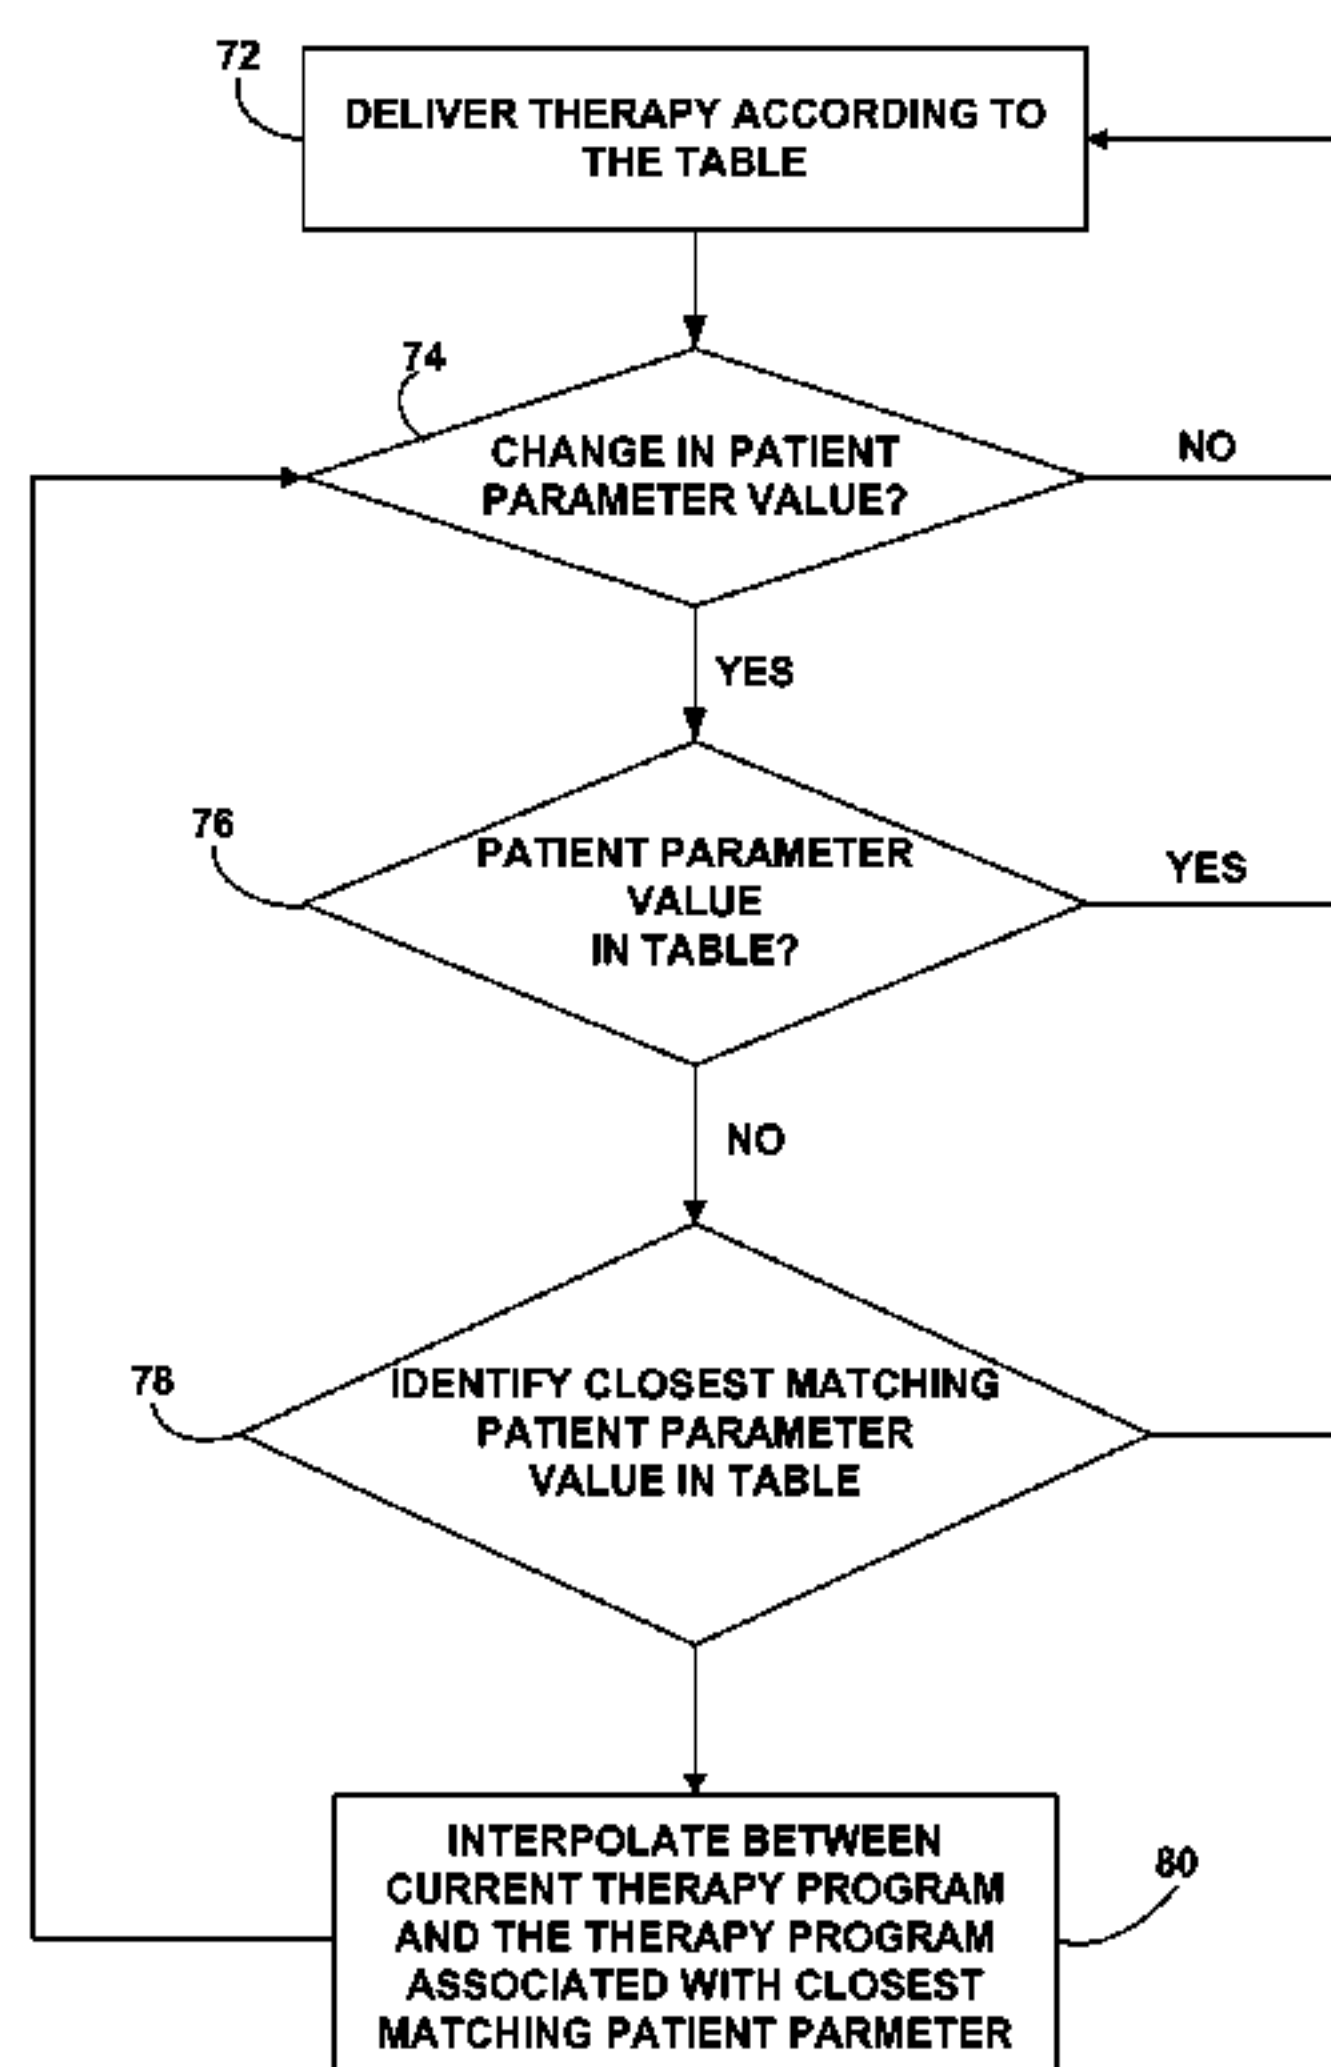 72
DELIVER THERAPY ACCORDING TO
THE TABLE
74
CHANGE IN PATIENT
PARAMETER VALUE?
NO
YES
76
PATIENT PARAMETER
VALUE
IN TABLE?
YES
NO
78
IDENTIFY CLOSEST MATCHING
PATIENT PARAMETER
VALUE IN TABLE
INTERPOLATE BETWEEN
CURRENT THERAPY PROGRAM
AND THE THERAPY PROGRAM
ASSOCIATED WITH CLOSEST
MATCHING PATIENT PARMETER
80